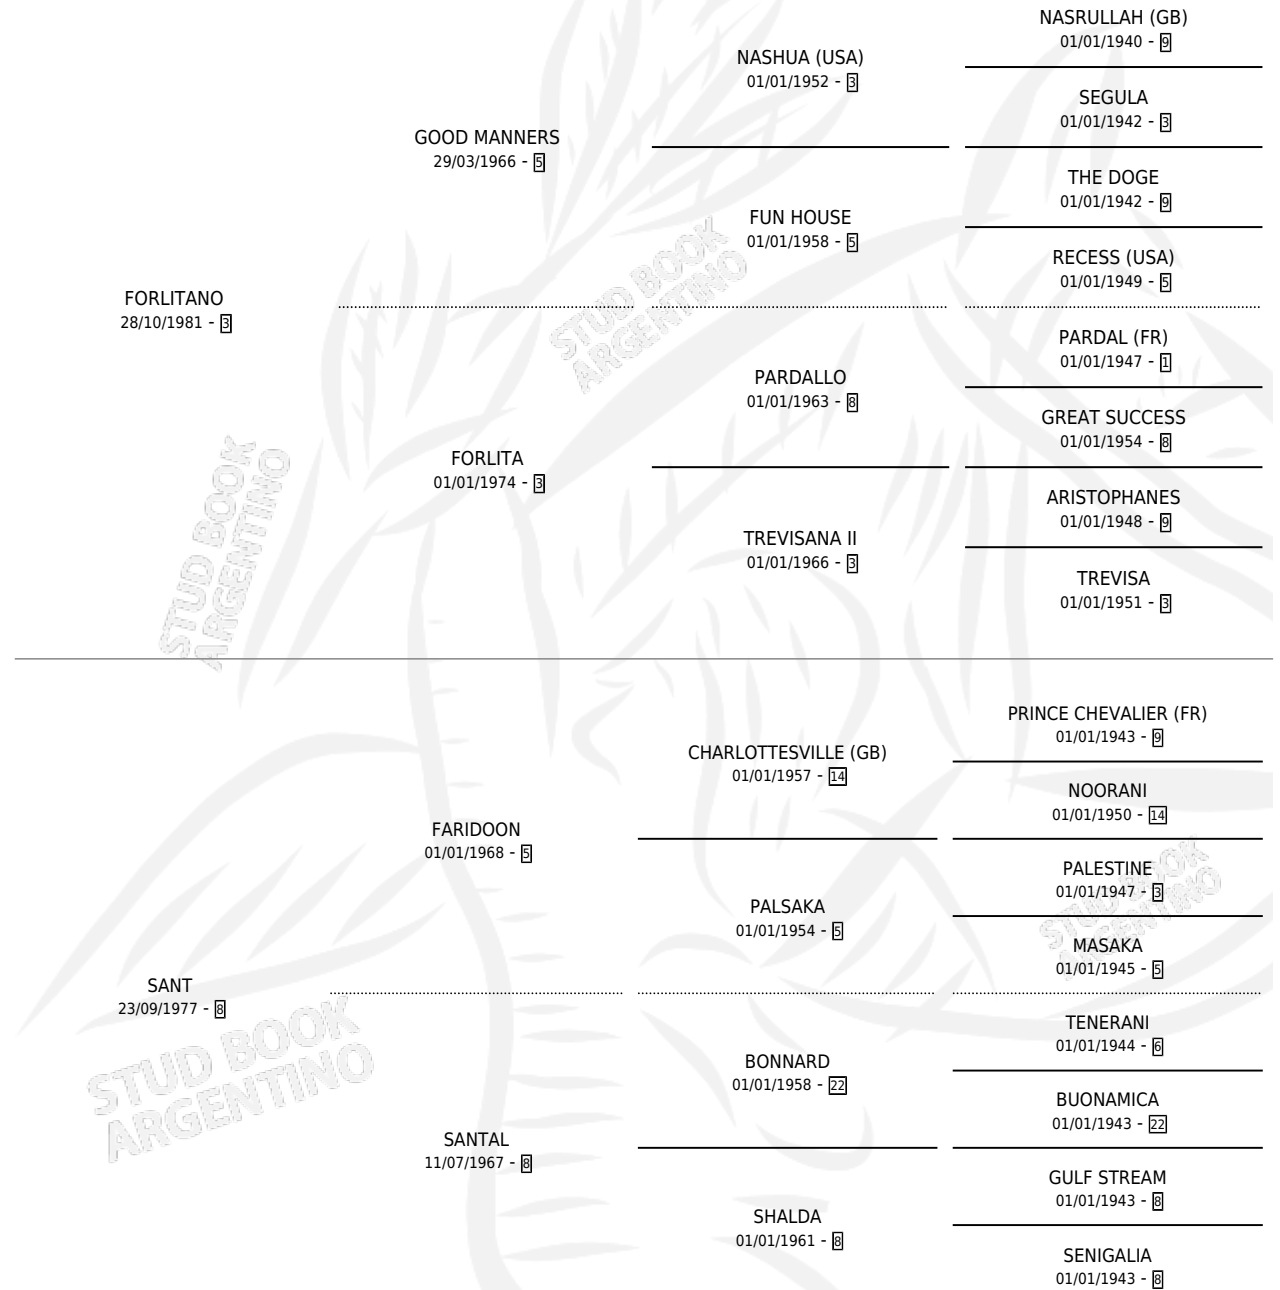 NASRULLAH (GB)
01/01/1940 - 9
NASHUA (USA)
01/01/1952 - 3
SEGULA
01/01/1942 - 3
GOOD MANNERS
29/03/1966 - 5
THE DOGE
01/01/1942 - 9
FUN HOUSE
01/01/1958 - 5
RECESS (USA)
01/01/1949 - 5
FORLITANO
28/10/1981 - 3
PARDAL (FR)
01/01/1947 - 1
PARDALLO
01/01/1963 - 8
GREAT SUCCESS
01/01/1954 - 8
FORLITA
01/01/1974 - 3
ARISTOPHANES
01/01/1948 - 9
TREVISANA II
01/01/1966 - 3
TREVISA
01/01/1951 - 3
PRINCE CHEVALIER (FR)
01/01/1943 - 9
CHARLOTTESVILLE (GB)
01/01/1957 - 14
NOORANI
01/01/1950 - 14
FARIDOON
01/01/1968 - 5
PALESTINE
01/01/1947 - 3
PALSAKA
01/01/1954 - 5
MASAKA
01/01/1945 - 5
SANT
23/09/1977 - 8
TENERANI
01/01/1944 - 6
BONNARD
01/01/1958 - 22
BUONAMICA
01/01/1943 - 22
SANTAL
11/07/1967 - 8
GULF STREAM
01/01/1943 - 8
SHALDA
01/01/1961 - 8
SENIGALIA
01/01/1943 - 8
STUD BOOK
ARGENTINO
STUD BOOK
ARGENTINO
STUD BOOK
ARGENTINO
STUD BOOK
ARGENTINO